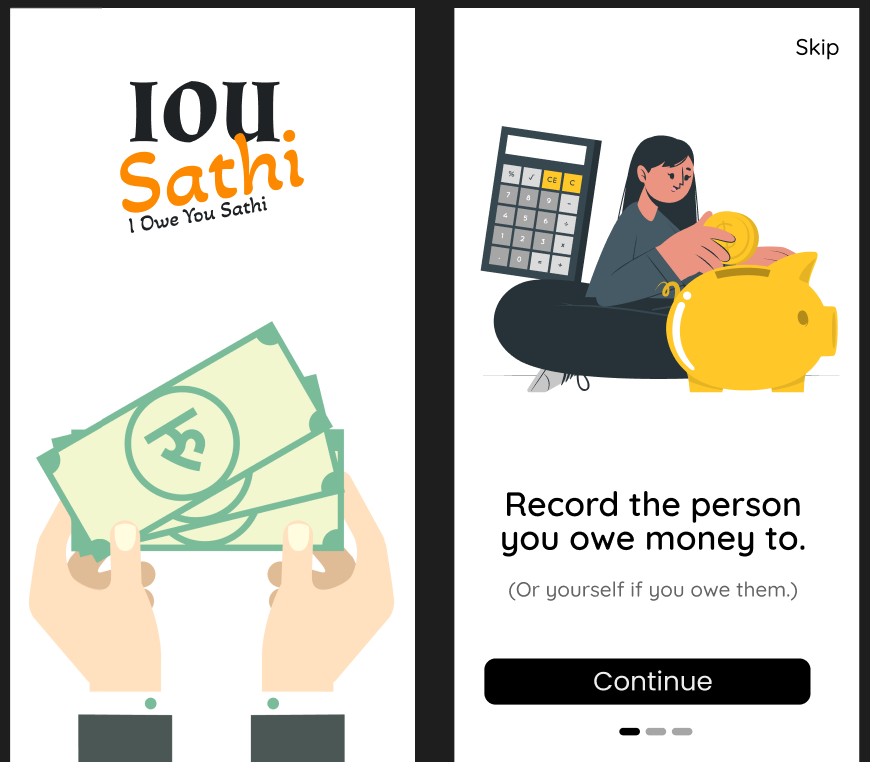 IOU
Sathi
I Owe You Sathi
रु
Skip
% √ CE C
7 8 9 -
4 5 6 ÷
1 2 3 x
. 0 = +
Record the person
you owe money to.
(Or yourself if you owe them.)
Continue